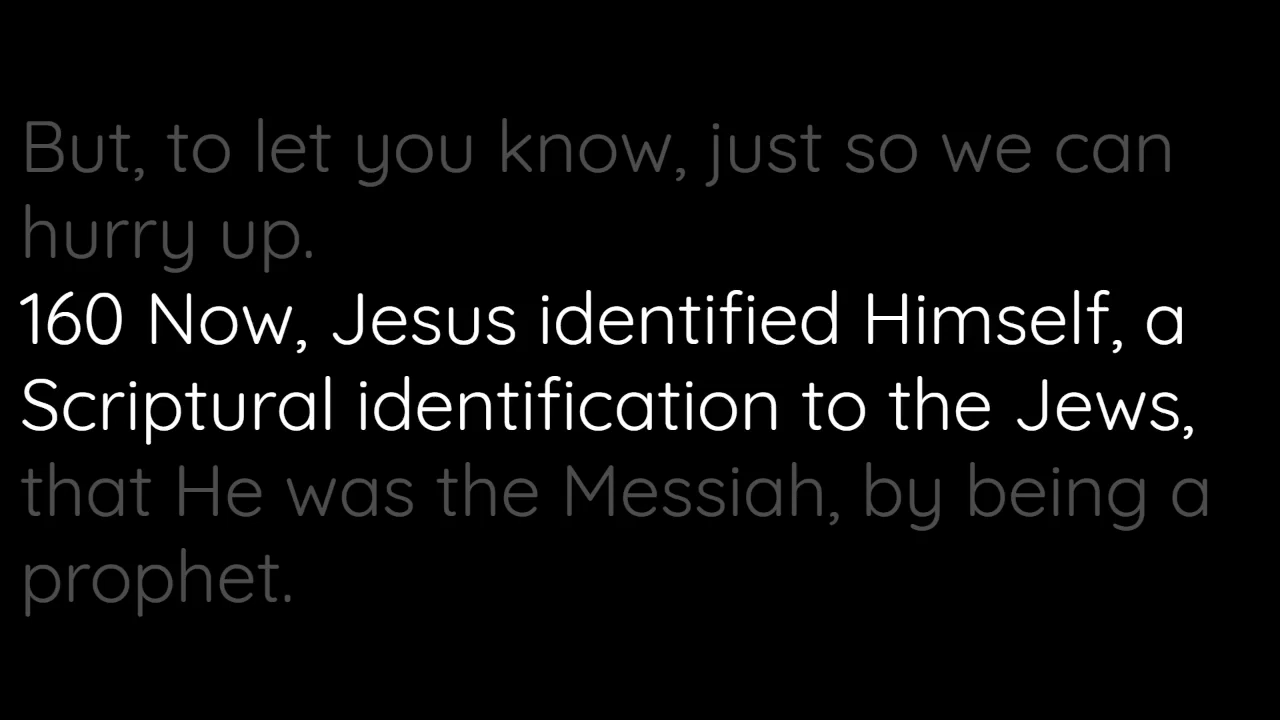 But, to let you know, just so we can
hurry up.
160 Now, Jesus identified Himself, a
Scriptural identification to the Jews,
that He was the Messiah, by being a
prophet.